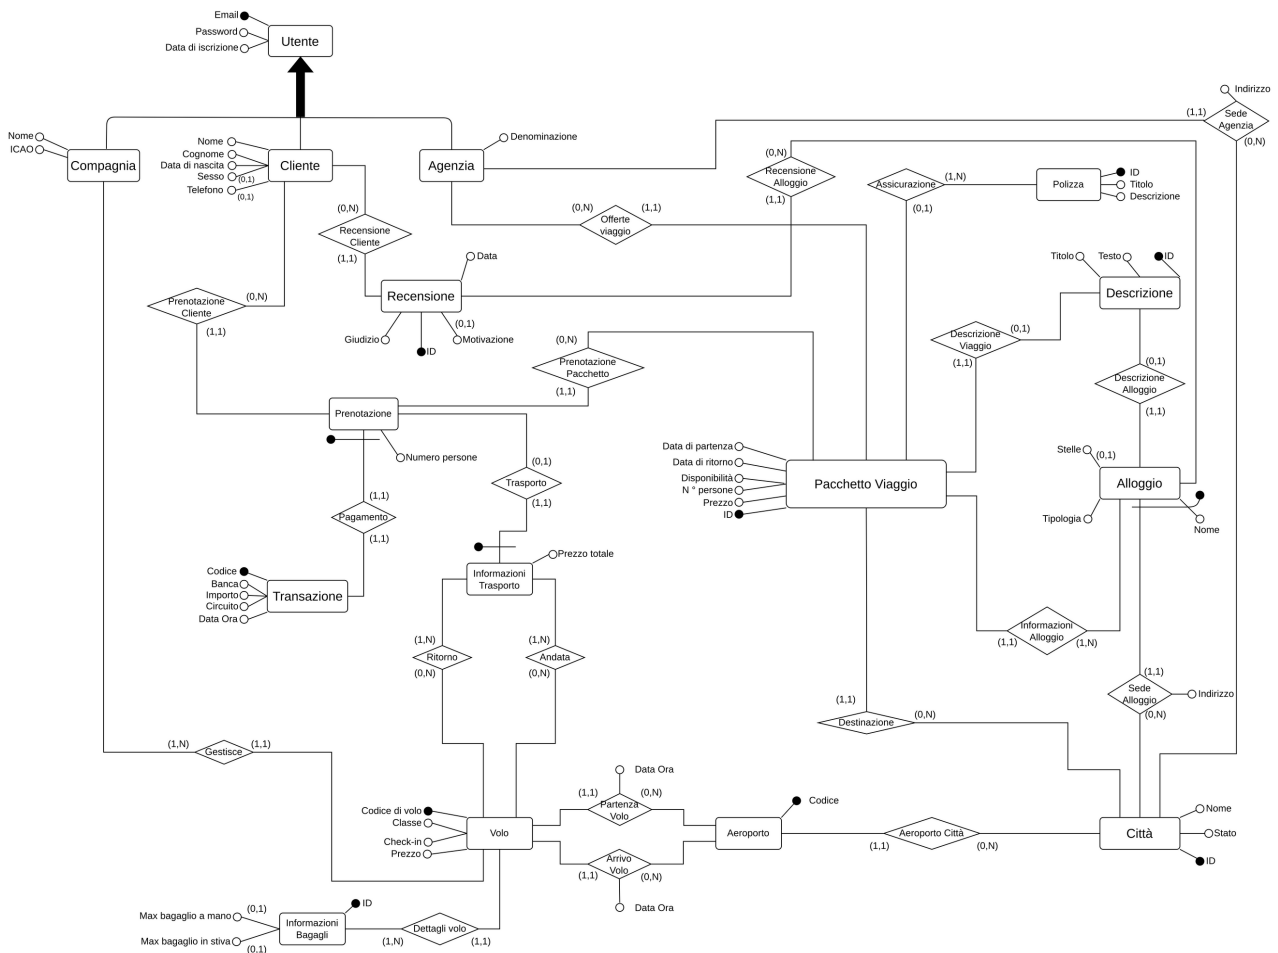 Email
Password
Data di iscrizione
Utente
Nome
ICAO
Compagnia
Nome
Cognome
Data di nascita
Sesso
(0,1)
Telefono
(0,1)
Cliente
Denominazione
Agenzia
Indirizzo
(1,1)
Sede
Agenzia
(0,N)
(0,N)
Recensione
Alloggio
(1,1)
Assicurazione
(1,N)
(0,1)
Polizza
ID
Titolo
Descrizione
(0,N)
Recensione
Cliente
(1,1)
(0,N)
Offerte
viaggio
(1,1)
Data
Recensione
Giudizio
ID
(0,1)
Motivazione
Titolo
Testo
ID
Descrizione
Prenotazione
Cliente
(0,N)
(1,1)
Descrizione
Viaggio
(0,1)
(1,1)
(0,N)
Prenotazione
Pacchetto
(1,1)
(0,1)
Descrizione
Alloggio
(1,1)
Prenotazione
Numero persone
(0,1)
Trasporto
(1,1)
(1,1)
Pagamento
(1,1)
Data di partenza
Data di ritorno
Disponibilità
N ° persone
Prezzo
ID
Pacchetto Viaggio
Stelle
(0,1)
Alloggio
Tipologia
Nome
Prezzo totale
Informazioni
Trasporto
Codice
Banca
Importo
Circuito
Data Ora
Transazione
(1,N)
Ritorno
(0,N)
(1,N)
Andata
(0,N)
(1,1)
Informazioni
Alloggio
(1,N)
(1,1)
Sede
Alloggio
(0,N)
Indirizzo
(1,1)
Destinazione
(0,N)
(1,N)
Gestisce
(1,1)
Codice di volo
Classe
Check-in
Prezzo
Volo
Data Ora
(1,1)
(0,N)
Partenza
Volo
Arrivo
Volo
(1,1)
(0,N)
Data Ora
Codice
Aeroporto
Aeroporto Città
(1,1)
(0,N)
Città
Nome
Stato
ID
Max bagaglio a mano
(0,1)
Max bagaglio in stiva
(0,1)
ID
Informazioni
Bagagli
(1,N)
Dettagli volo
(1,1)